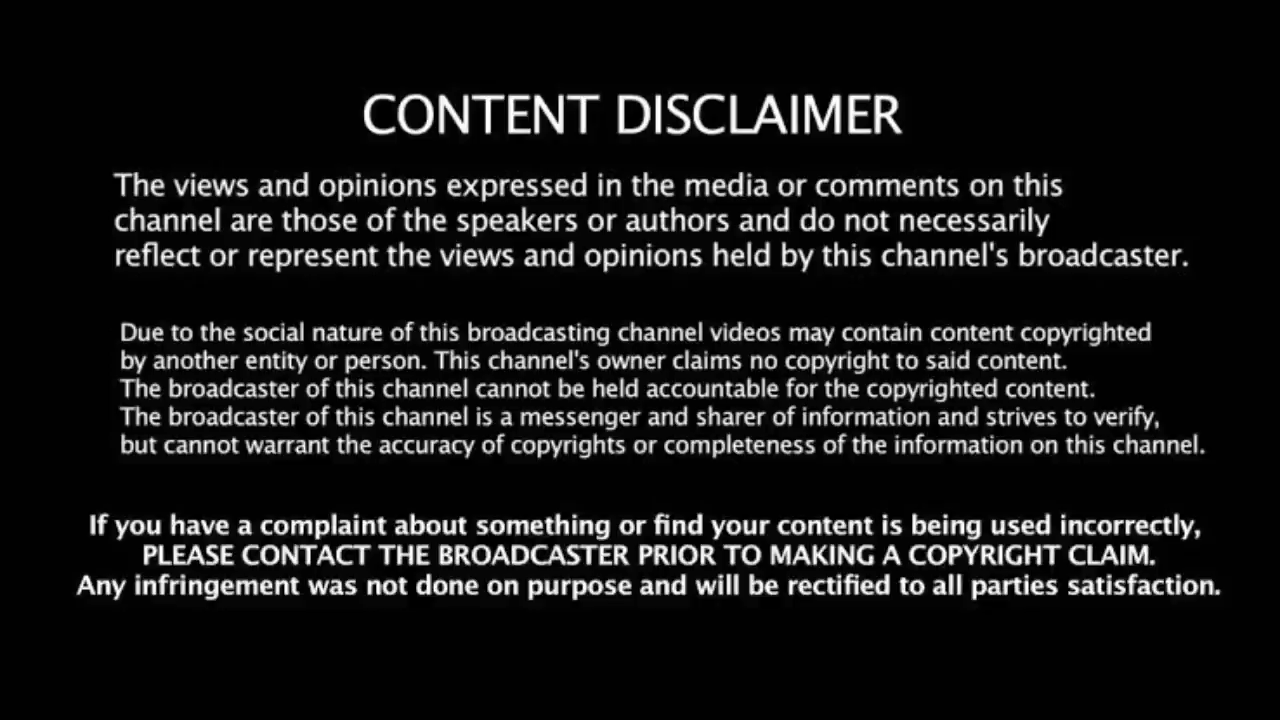 CONTENT DISCLAIMER
The views and opinions expressed in the media or comments on this
channel are those of the speakers or authors and do not necessarily
reflect or represent the views and opinions held by this channel's broadcaster.
Due to the social nature of this broadcasting channel videos may contain content copyrighted
by another entity or person. This channel's owner claims no copyright to said content.
The broadcaster of this channel cannot be held accountable for the copyrighted content.
The broadcaster of this channel is a messenger and sharer of information and strives to verify,
but cannot warrant the accuracy of copyrights or completeness of the information on this channel.
If you have a complaint about something or find your content is being used incorrectly,
PLEASE CONTACT THE BROADCASTER PRIOR TO MAKING A COPYRIGHT CLAIM.
Any infringement was not done on purpose and will be rectified to all parties satisfaction.